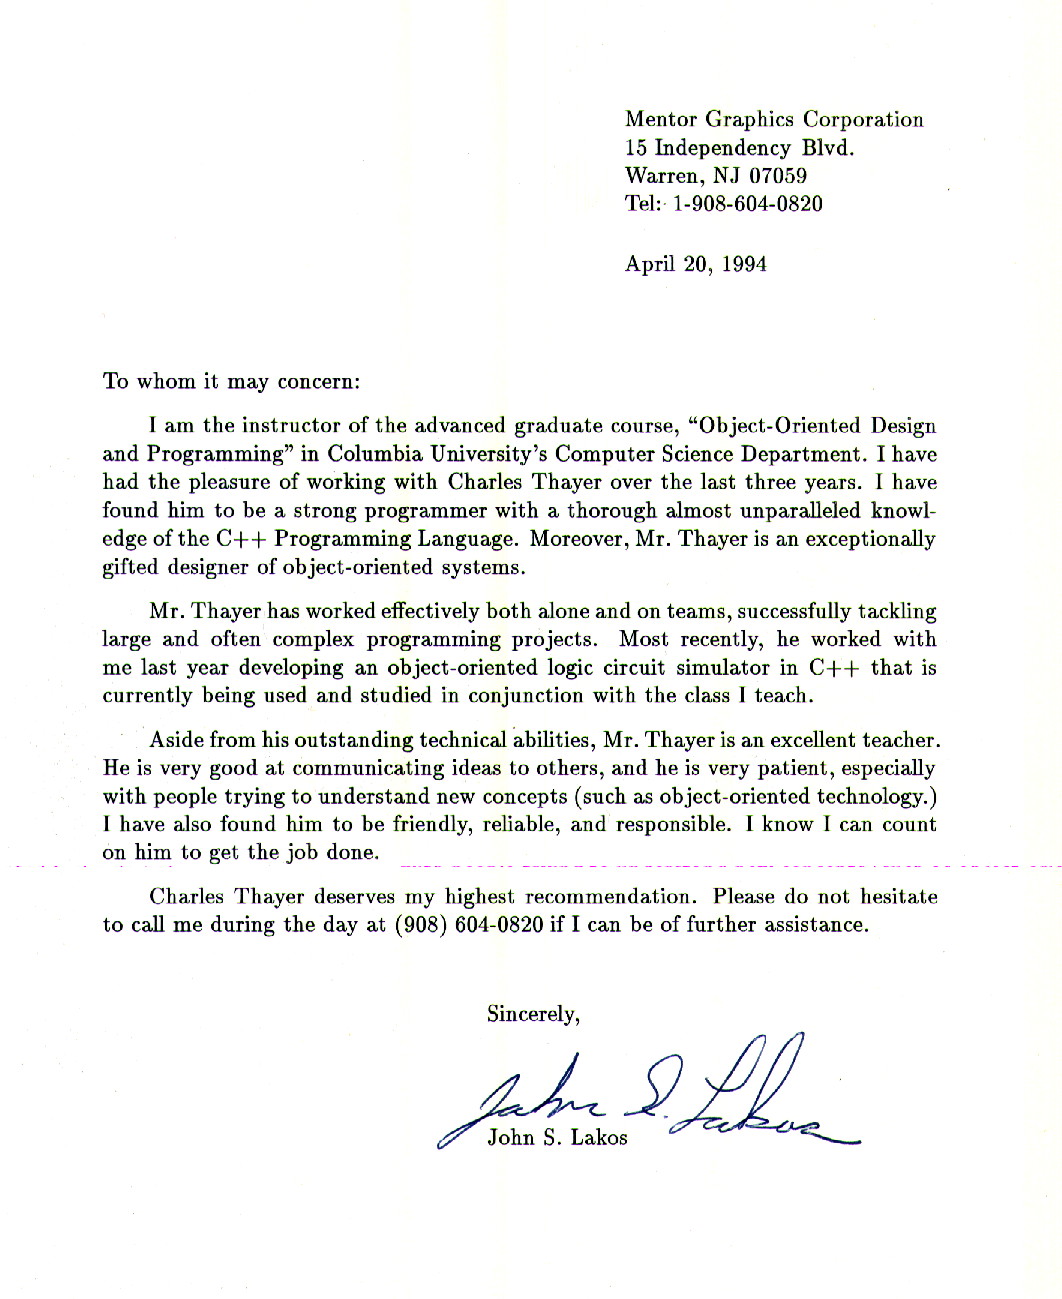 Mentor Graphics Corporation
15 Independency Blvd.
Warren, NJ 07059
Tel: 1-908-604-0820
April 20, 1994
To whom it may concern:
I am the instructor of the advanced graduate course, “Object-Oriented Design
and Programming” in Columbia University’s Computer Science Department. I have
had the pleasure of working with Charles Thayer over the last three years. I have
found him to be a strong programmer with a thorough almost unparalleled knowl-
edge of the C++ Programming Language. Moreover, Mr. Thayer is an exceptionally
gifted designer of object-oriented systems.
Mr. Thayer has worked effectively both alone and on teams, successfully tackling
large and often complex programming projects. Most recently, he worked with
me last year developing an object-oriented logic circuit simulator in C++ that is
currently being used and studied in conjunction with the class I teach.
Aside from his outstanding technical abilities, Mr. Thayer is an excellent teacher.
He is very good at communicating ideas to others, and he is very patient, especially
with people trying to understand new concepts (such as object-oriented technology.)
I have also found him to be friendly, reliable, and responsible. I know I can count
on him to get the job done.
Charles Thayer deserves my highest recommendation. Please do not hesitate
to call me during the day at (908) 604-0820 if I can be of further assistance.
Sincerely,
John S. Lakos
John S. Lakos